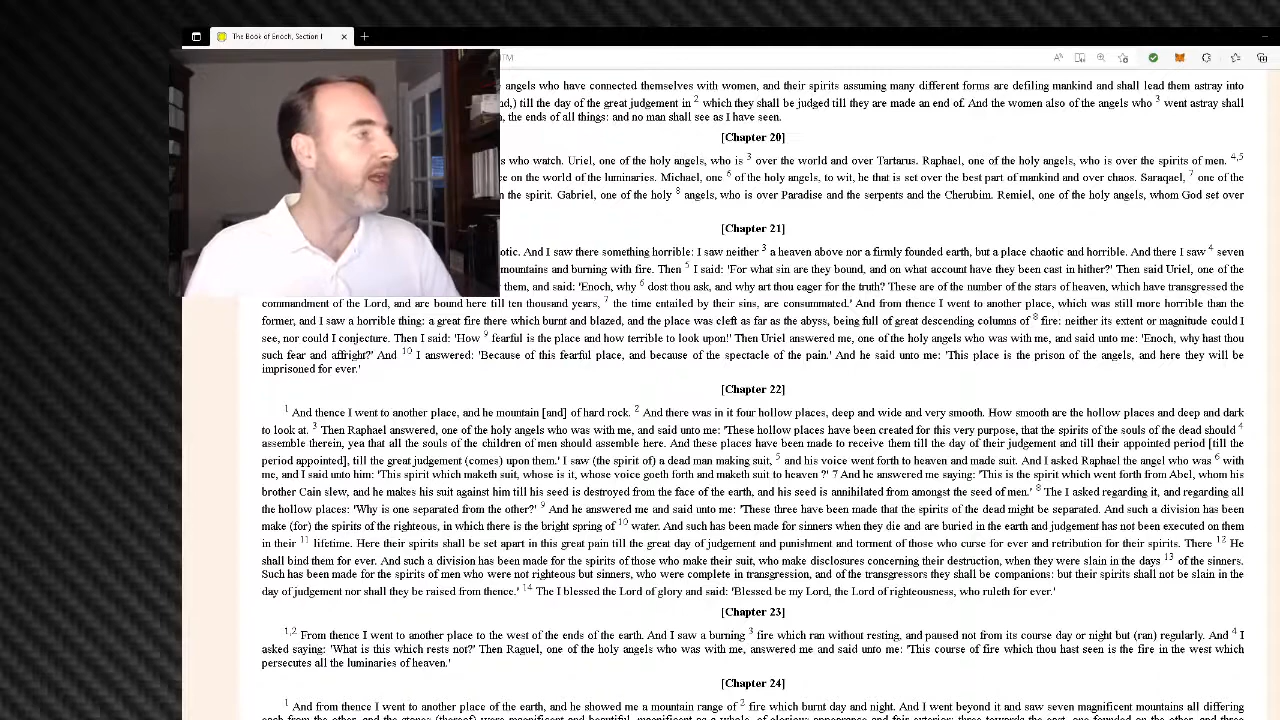 The Book of Enoch, Section I
TM
angels who have connected themselves with women, and their spirits assuming many different forms are defiling mankind and shall lead them astray into
nd,) till the day of the great judgement in 2 which they shall be judged till they are made an end of. And the women also of the angels who 3 went astray shall
, the ends of all things: and no man shall see as I have seen.
[Chapter 20]
s who watch. Uriel, one of the holy angels, who is 3 over the world and over Tartarus. Raphael, one of the holy angels, who is over the spirits of men. 4,5
ce on the world of the luminaries. Michael, one 6 of the holy angels, to wit, he that is set over the best part of mankind and over chaos. Saraqael, 7 one of the
n the spirit. Gabriel, one of the holy 8 angels, who is over Paradise and the serpents and the Cherubim. Remiel, one of the holy angels, whom God set over
[Chapter 21]
otic. And I saw there something horrible: I saw neither 3 a heaven above nor a firmly founded earth, but a place chaotic and horrible. And there I saw 4 seven
mountains and burning with fire. Then 5 I said: 'For what sin are they bound, and on what account have they been cast in hither?' Then said Uriel, one of the
them, and said: 'Enoch, why 6 dost thou ask, and why art thou eager for the truth? These are of the number of the stars of heaven, which have transgressed the
commandment of the Lord, and are bound here till ten thousand years, 7 the time entailed by their sins, are consummated.' And from thence I went to another place, which was still more horrible than the
former, and I saw a horrible thing: a great fire there which burnt and blazed, and the place was cleft as far as the abyss, being full of great descending columns of 8 fire: neither its extent or magnitude could I
see, nor could I conjecture. Then I said: 'How 9 fearful is the place and how terrible to look upon!' Then Uriel answered me, one of the holy angels who was with me, and said unto me: 'Enoch, why hast thou
such fear and affright?' And 10 I answered: 'Because of this fearful place, and because of the spectacle of the pain.' And he said unto me: 'This place is the prison of the angels, and here they will be
imprisoned for ever.'
[Chapter 22]
1 And thence I went to another place, and he mountain [and] of hard rock. 2 And there was in it four hollow places, deep and wide and very smooth. How smooth are the hollow places and deep and dark
to look at. 3 Then Raphael answered, one of the holy angels who was with me, and said unto me: 'These hollow places have been created for this very purpose, that the spirits of the souls of the dead should 4
assemble therein, yea that all the souls of the children of men should assemble here. And these places have been made to receive them till the day of their judgement and till their appointed period [till the
period appointed], till the great judgement (comes) upon them.' I saw (the spirit of) a dead man making suit, 5 and his voice went forth to heaven and made suit. And I asked Raphael the angel who was 6 with
me, and I said unto him: 'This spirit which maketh suit, whose is it, whose voice goeth forth and maketh suit to heaven ?' 7 And he answered me saying: 'This is the spirit which went forth from Abel, whom his
brother Cain slew, and he makes his suit against him till his seed is destroyed from the face of the earth, and his seed is annihilated from amongst the seed of men.' 8 The I asked regarding it, and regarding all
the hollow places: 'Why is one separated from the other?' 9 And he answered me and said unto me: 'These three have been made that the spirits of the dead might be separated. And such a division has been
make (for) the spirits of the righteous, in which there is the bright spring of 10 water. And such has been made for sinners when they die and are buried in the earth and judgement has not been executed on them
in their 11 lifetime. Here their spirits shall be set apart in this great pain till the great day of judgement and punishment and torment of those who curse for ever and retribution for their spirits. There 12 He
shall bind them for ever. And such a division has been made for the spirits of those who make their suit, who make disclosures concerning their destruction, when they were slain in the days 13 of the sinners.
Such has been made for the spirits of men who were not righteous but sinners, who were complete in transgression, and of the transgressors they shall be companions: but their spirits shall not be slain in the
day of judgement nor shall they be raised from thence.' 14 The I blessed the Lord of glory and said: 'Blessed be my Lord, the Lord of righteousness, who ruleth for ever.'
[Chapter 23]
1,2 From thence I went to another place to the west of the ends of the earth. And I saw a burning 3 fire which ran without resting, and paused not from its course day or night but (ran) regularly. And 4 I
asked saying: 'What is this which rests not?' Then Raguel, one of the holy angels who was with me, answered me and said unto me: 'This course of fire which thou hast seen is the fire in the west which
persecutes all the luminaries of heaven.'
[Chapter 24]
1 And from thence I went to another place of the earth, and he showed me a mountain range of 2 fire which burnt day and night. And I went beyond it and saw seven magnificent mountains all differing